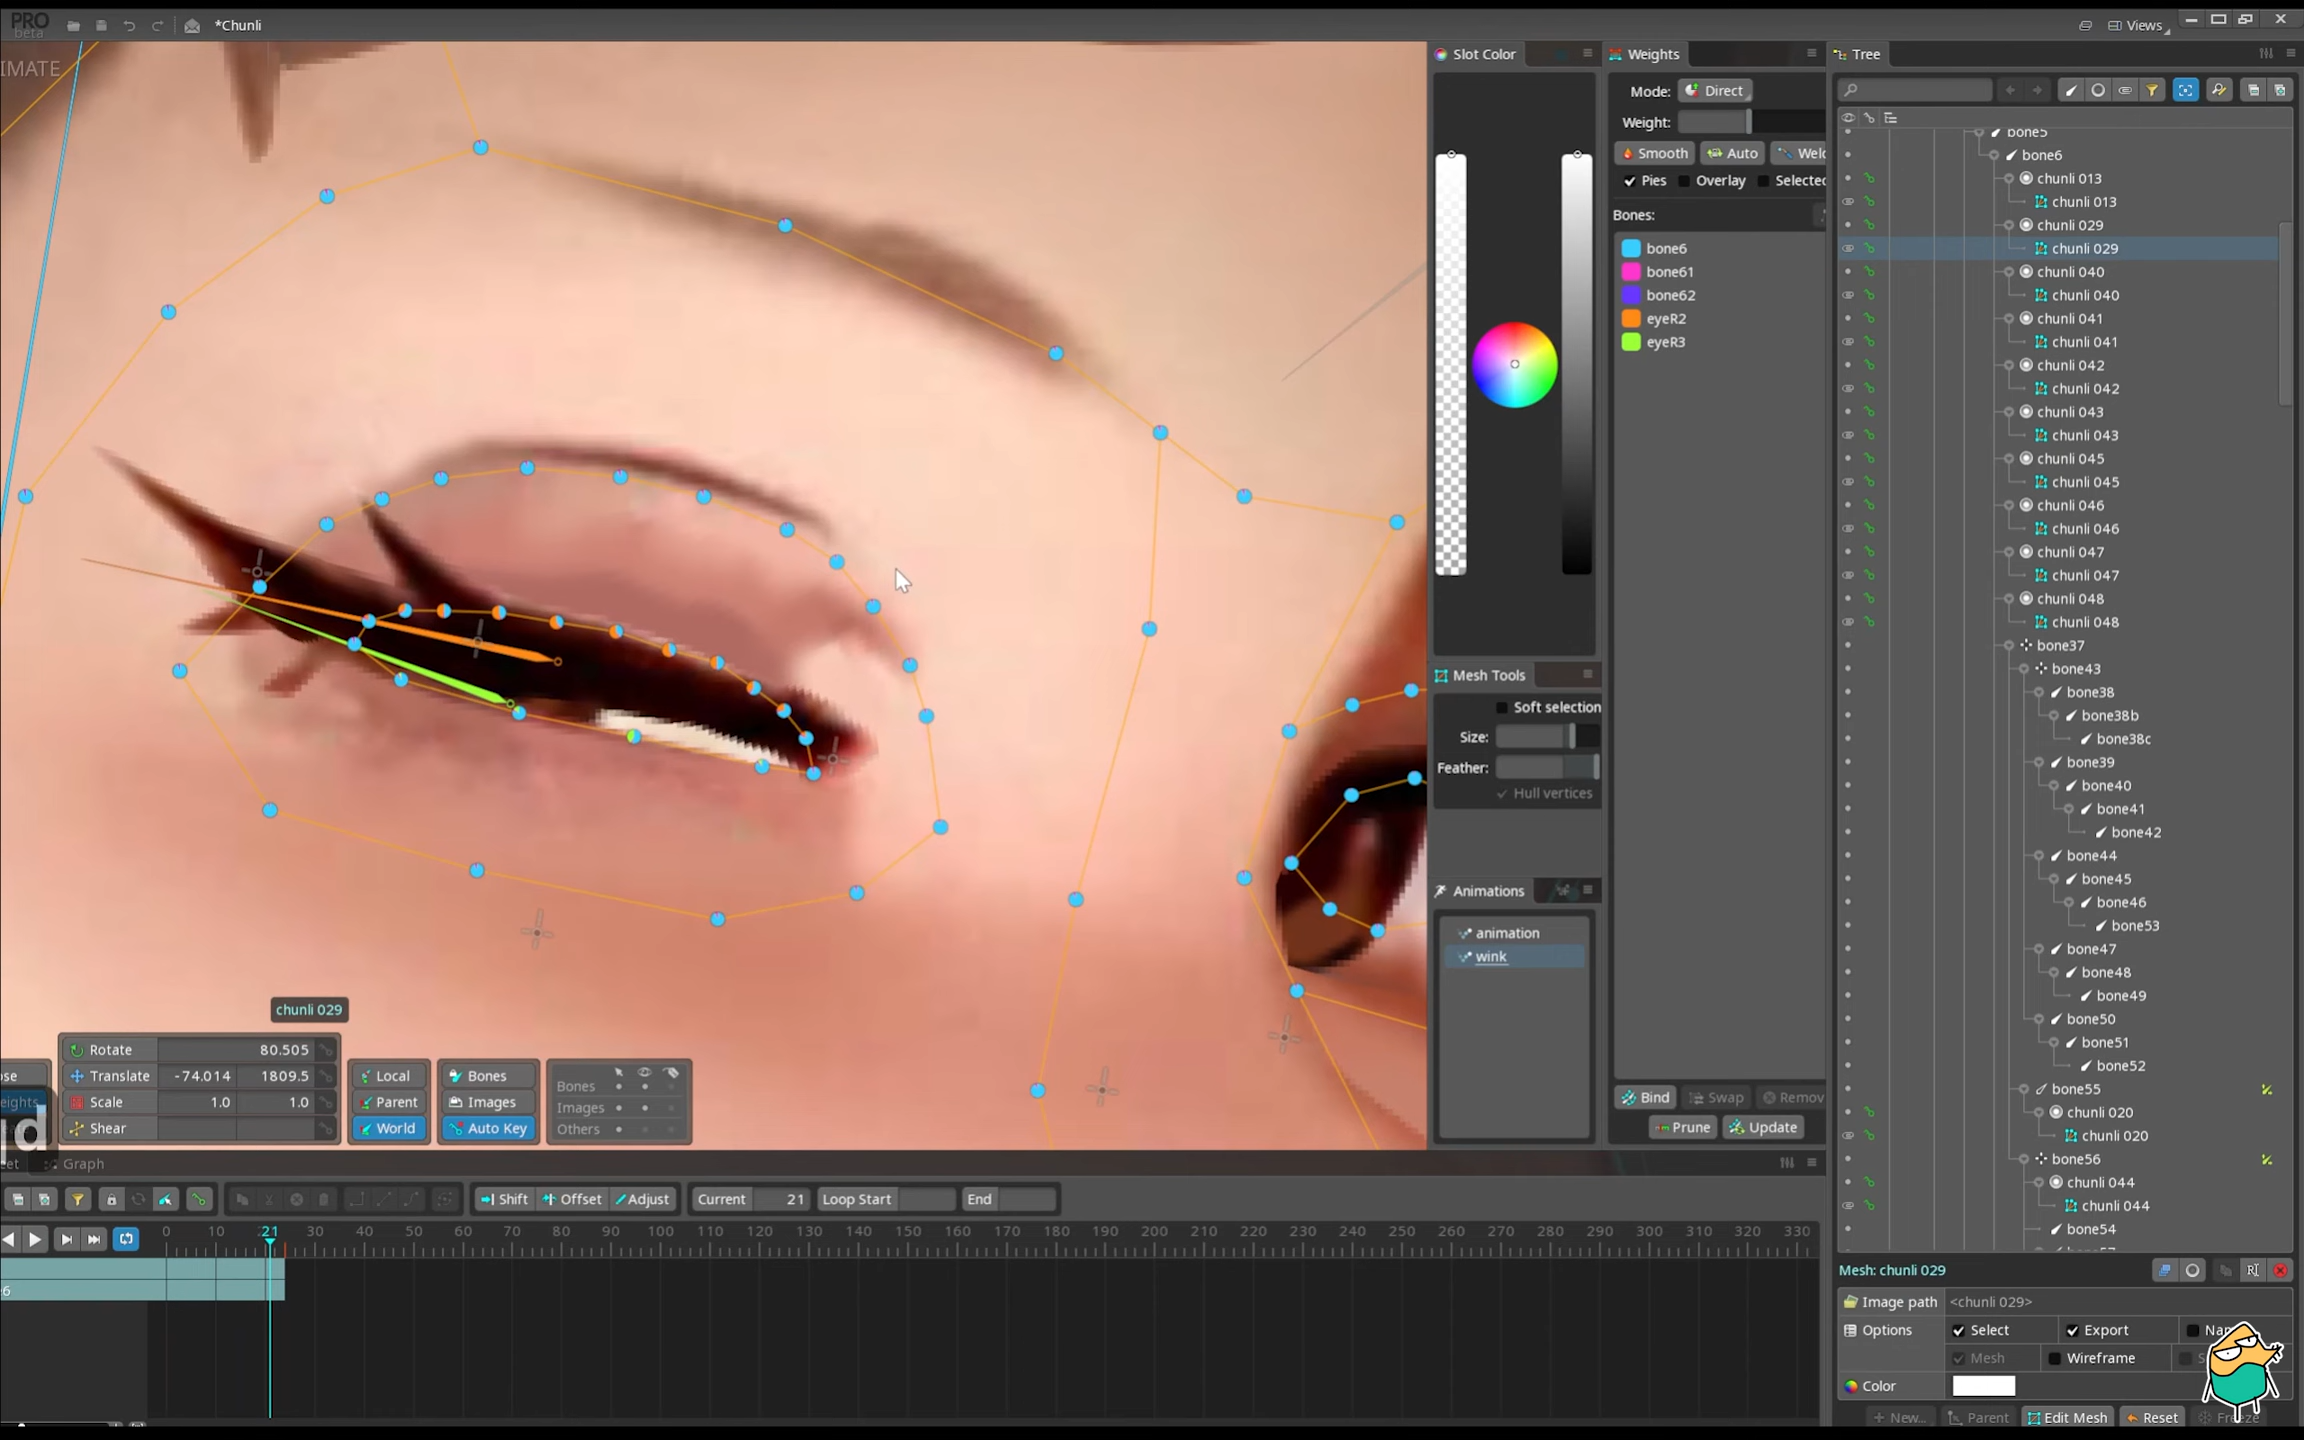 PRO
beta
*Chunli
Views
IMATE
Slot Color
Weights
Mode:
Direct
Weight:
Smooth
Auto
Pies
Overlay
Selected
Bones:
bone6
bone61
bone62
eyeR2
eyeR3
Mesh Tools
Soft selection
Size:
Feather:
Hull vertices
Animations
animation
wink
Bind
Swap
Remov
Prune
Update
Tree
bone5
bone6
chunli 013
chunli 013
chunli 029
chunli 029
chunli 040
chunli 040
chunli 041
chunli 041
chunli 042
chunli 042
chunli 043
chunli 043
chunli 045
chunli 045
chunli 046
chunli 046
chunli 047
chunli 047
chunli 048
chunli 048
bone37
bone43
bone38
bone38b
bone38c
bone39
bone40
bone41
bone42
bone44
bone45
bone46
bone53
bone47
bone48
bone49
bone50
bone51
bone52
bone55
chunli 020
chunli 020
bone56
chunli 044
chunli 044
bone54
Mesh: chunli 029
Image path
<chunli 029>
Options
Select
Export
Mesh
Wireframe
Color
New...
Parent
Edit Mesh
Reset
chunli 029
Rotate 80.505
Translate -74.014 1809.5
Scale 1.0 1.0
Shear
Local
Parent
World
Bones
Images
Auto Key
Bones
Images
Others
Graph
Shift
Offset
Adjust
Current 21
Loop Start
End
0 10 21 30 40 50 60 70 80 90 100 110 120 130 140 150 160 170 180 190 200 210 220 230 240 250 260 270 280 290 300 310 320 330